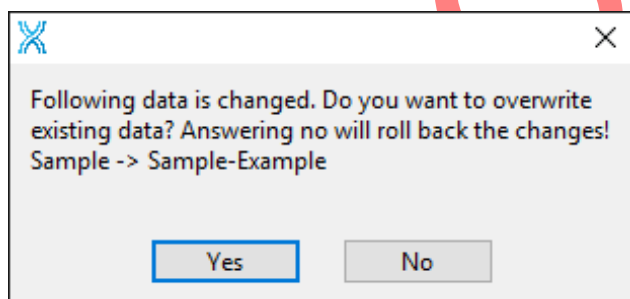 Following data is changed. Do you want to overwrite
existing data? Answering no will roll back the changes!
Sample -> Sample-Example
Yes
No